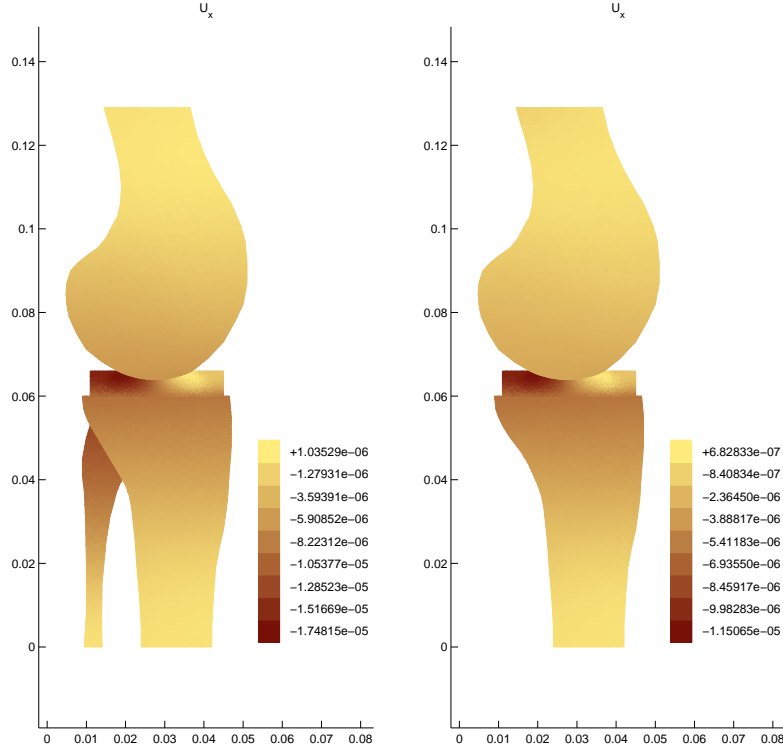 U_x
0.14
0.12
0.1
0.08
0.06
0.04
0.02
0
0 0.01 0.02 0.03 0.04 0.05 0.06 0.07 0.08
+1.03529e−06
−1.27931e−06
−3.59391e−06
−5.90852e−06
−8.22312e−06
−1.05377e−05
−1.28523e−05
−1.51669e−05
−1.74815e−05
U_x
0.14
0.12
0.1
0.08
0.06
0.04
0.02
0
0 0.01 0.02 0.03 0.04 0.05 0.06 0.07 0.08
+6.82833e−07
−8.40834e−07
−2.36450e−06
−3.88817e−06
−5.41183e−06
−6.93550e−06
−8.45917e−06
−9.98283e−06
−1.15065e−05